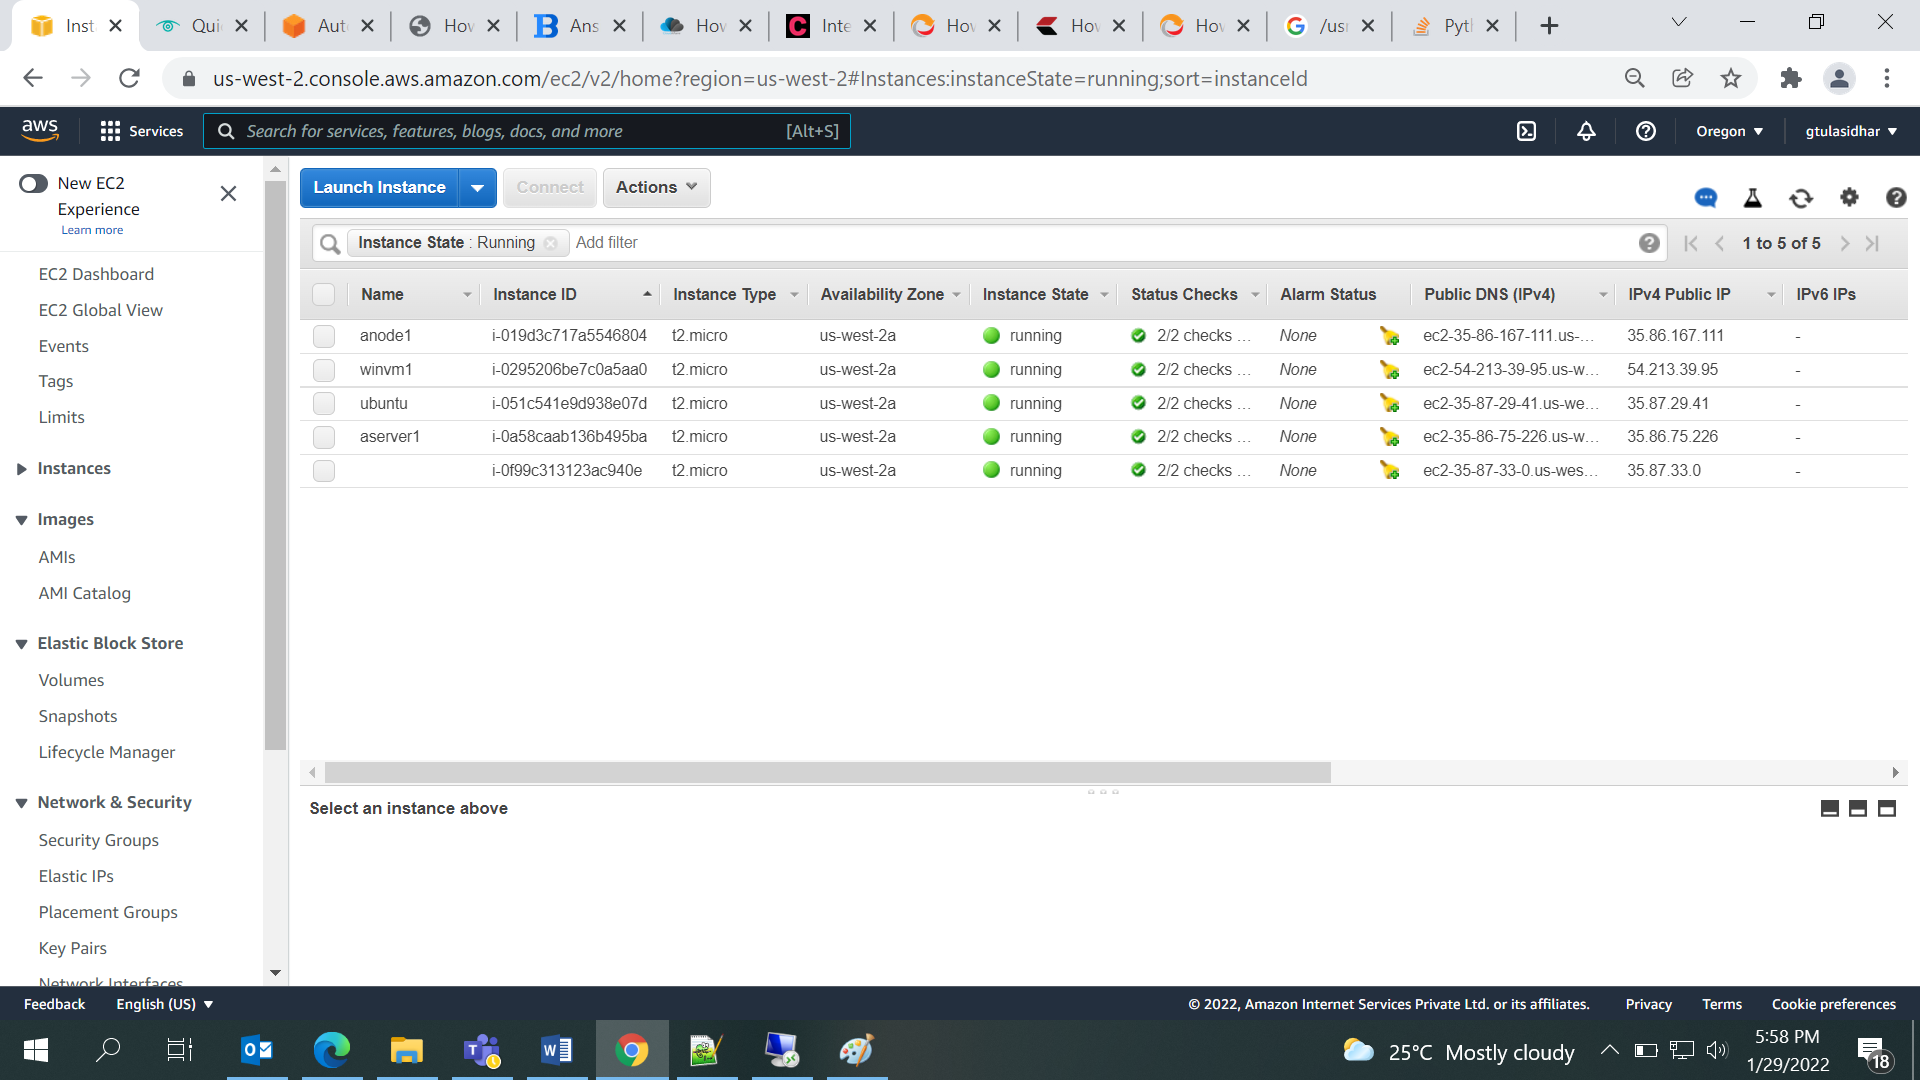 Inst
Qui
Aut
How
Ans
How
Inte
How
How
How
/usr
Pyth
us-west-2.console.aws.amazon.com/ec2/v2/home?region=us-west-2#Instances:instanceState=running;sort=instanceId
aws
Services
Search for services, features, blogs, docs, and more [Alt+S]
Oregon
gtulasidhar
New EC2
Experience
Learn more
EC2 Dashboard
EC2 Global View
Events
Tags
Limits
Instances
Images
AMIs
AMI Catalog
Elastic Block Store
Volumes
Snapshots
Lifecycle Manager
Network & Security
Security Groups
Elastic IPs
Placement Groups
Key Pairs
Network Interfaces
Launch Instance
Connect
Actions
Instance State : Running Add filter
1 to 5 of 5
Name Instance ID Instance Type Availability Zone Instance State Status Checks Alarm Status Public DNS (IPv4) IPv4 Public IP IPv6 IPs
anode1 i-019d3c717a5546804 t2.micro us-west-2a running 2/2 checks ... None ec2-35-86-167-111.us-... 35.86.167.111 -
winvm1 i-0295206be7c0a5aa0 t2.micro us-west-2a running 2/2 checks ... None ec2-54-213-39-95.us-w... 54.213.39.95 -
ubuntu i-051c541e9d938e07d t2.micro us-west-2a running 2/2 checks ... None ec2-35-87-29-41.us-we... 35.87.29.41 -
aserver1 i-0a58caab136b495ba t2.micro us-west-2a running 2/2 checks ... None ec2-35-86-75-226.us-w... 35.86.75.226 -
i-0f99c313123ac940e t2.micro us-west-2a running 2/2 checks ... None ec2-35-87-33-0.us-wes... 35.87.33.0 -
Select an instance above
Feedback English (US)
© 2022, Amazon Internet Services Private Ltd. or its affiliates. Privacy Terms Cookie preferences
25°C Mostly cloudy
5:58 PM
1/29/2022
18